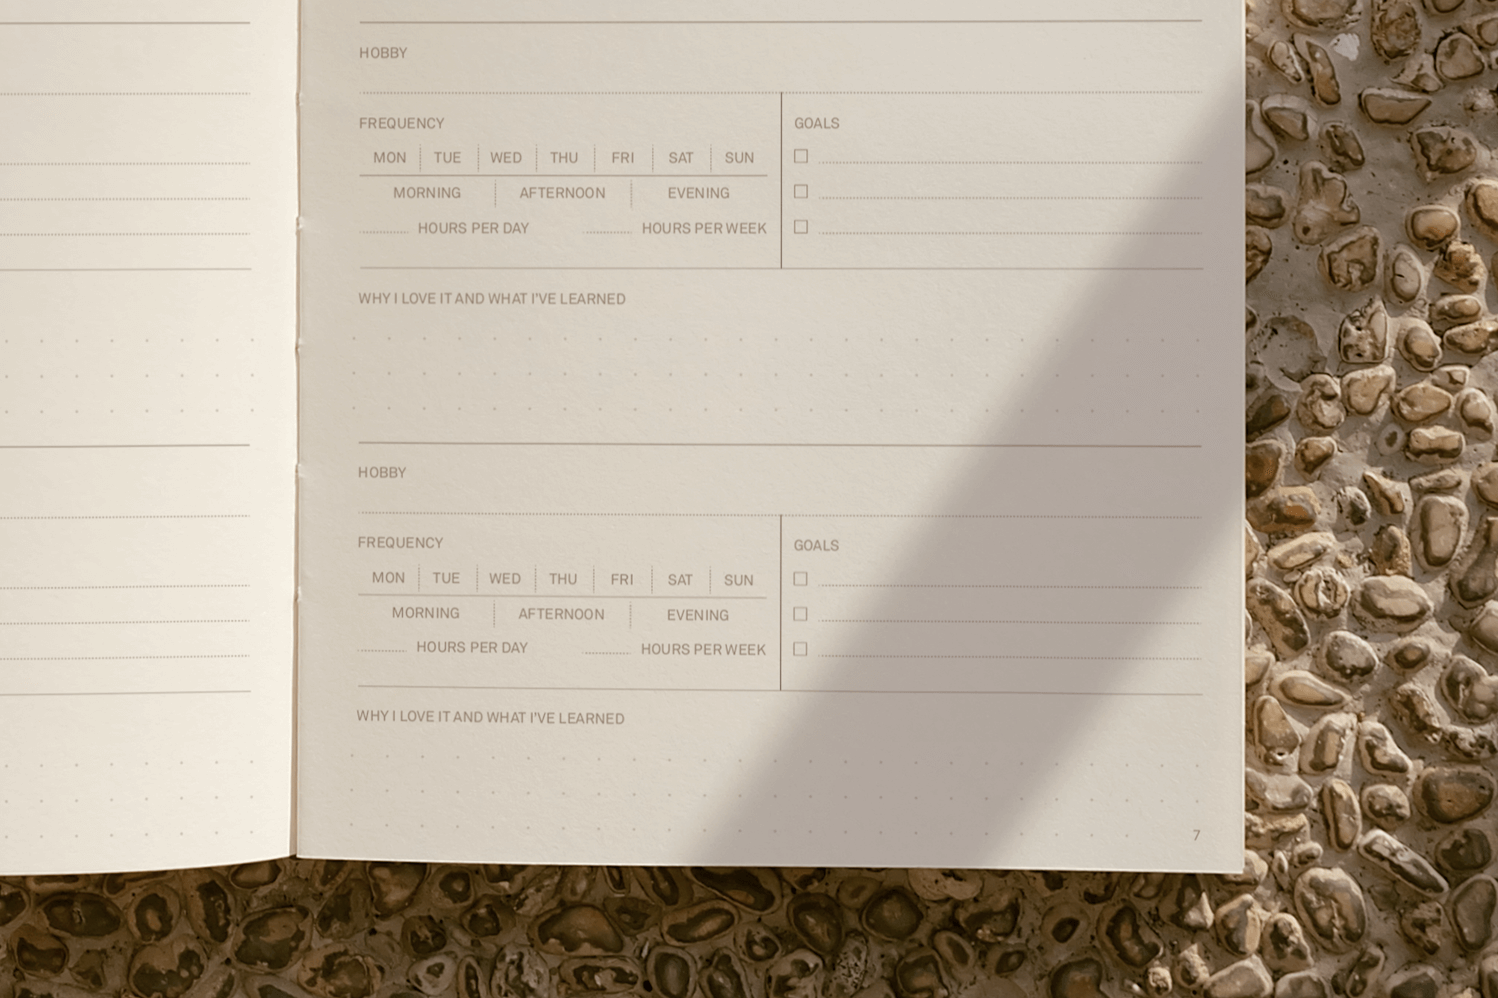 HOBBY
FREQUENCY
MON TUE WED THU FRI SAT SUN
MORNING AFTERNOON EVENING
HOURS PER DAY HOURS PER WEEK
GOALS
WHY I LOVE IT AND WHAT I'VE LEARNED
HOBBY
FREQUENCY
MON TUE WED THU FRI SAT SUN
MORNING AFTERNOON EVENING
HOURS PER DAY HOURS PER WEEK
GOALS
WHY I LOVE IT AND WHAT I'VE LEARNED
7